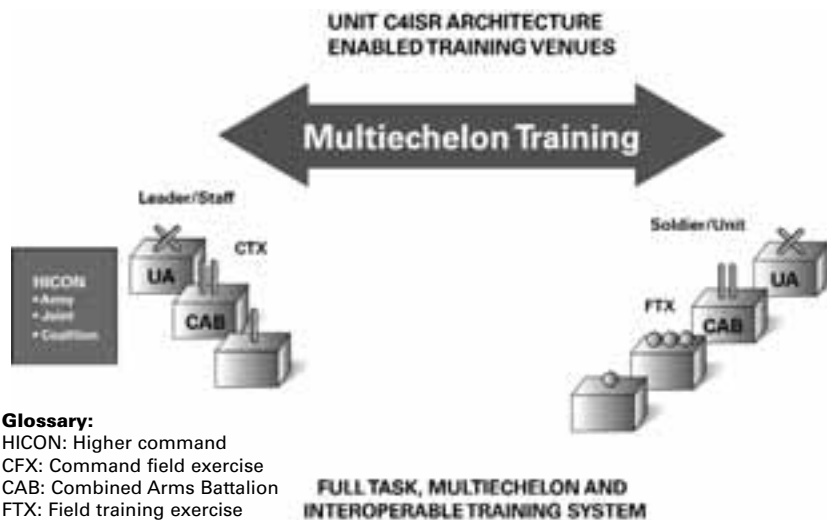 UNIT C4ISR ARCHITECTURE
ENABLED TRAINING VENUES
Multiechelon Training
Leader/Staff
CTX
UA
CAB
HICON
• Army
• Joint
• Coalition
Soldier/Unit
UA
FTX
CAB
Glossary:
HICON: Higher command
CFX: Command field exercise
CAB: Combined Arms Battalion
FTX: Field training exercise
FULL TASK, MULTIECHELON AND
INTEROPERABLE TRAINING SYSTEM